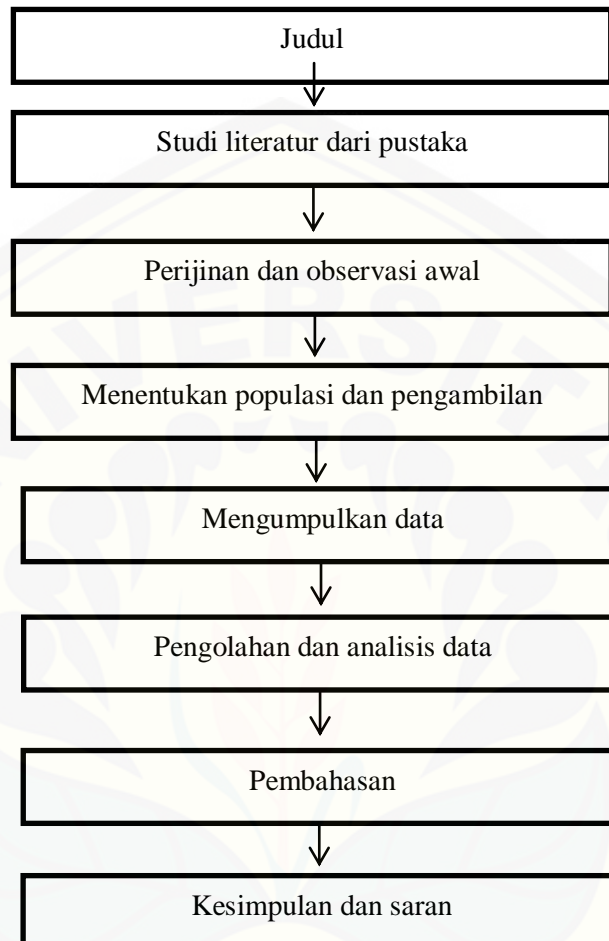 Judul
Studi literatur dari pustaka
Perijinan dan observasi awal
UNIVERSITAS
Menentukan populasi dan pengambilan
Mengumpulkan data
Pengolahan dan analisis data
Pembahasan
Kesimpulan dan saran